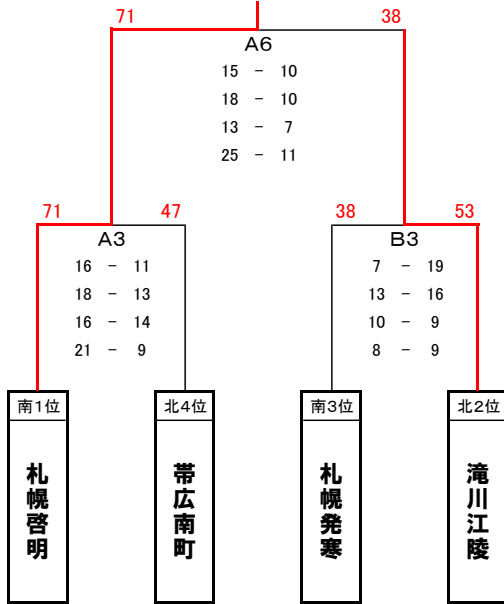 71 38
A6
15 - 10
18 - 10
13 - 7
25 - 11
71 47
A3
16 - 11
18 - 13
16 - 14
21 - 9
38 53
B3
7 - 19
13 - 16
10 - 9
8 - 9
南1位
北4位
南3位
北2位
札幌啓明
帯広南町
札幌発寒
滝川江陵